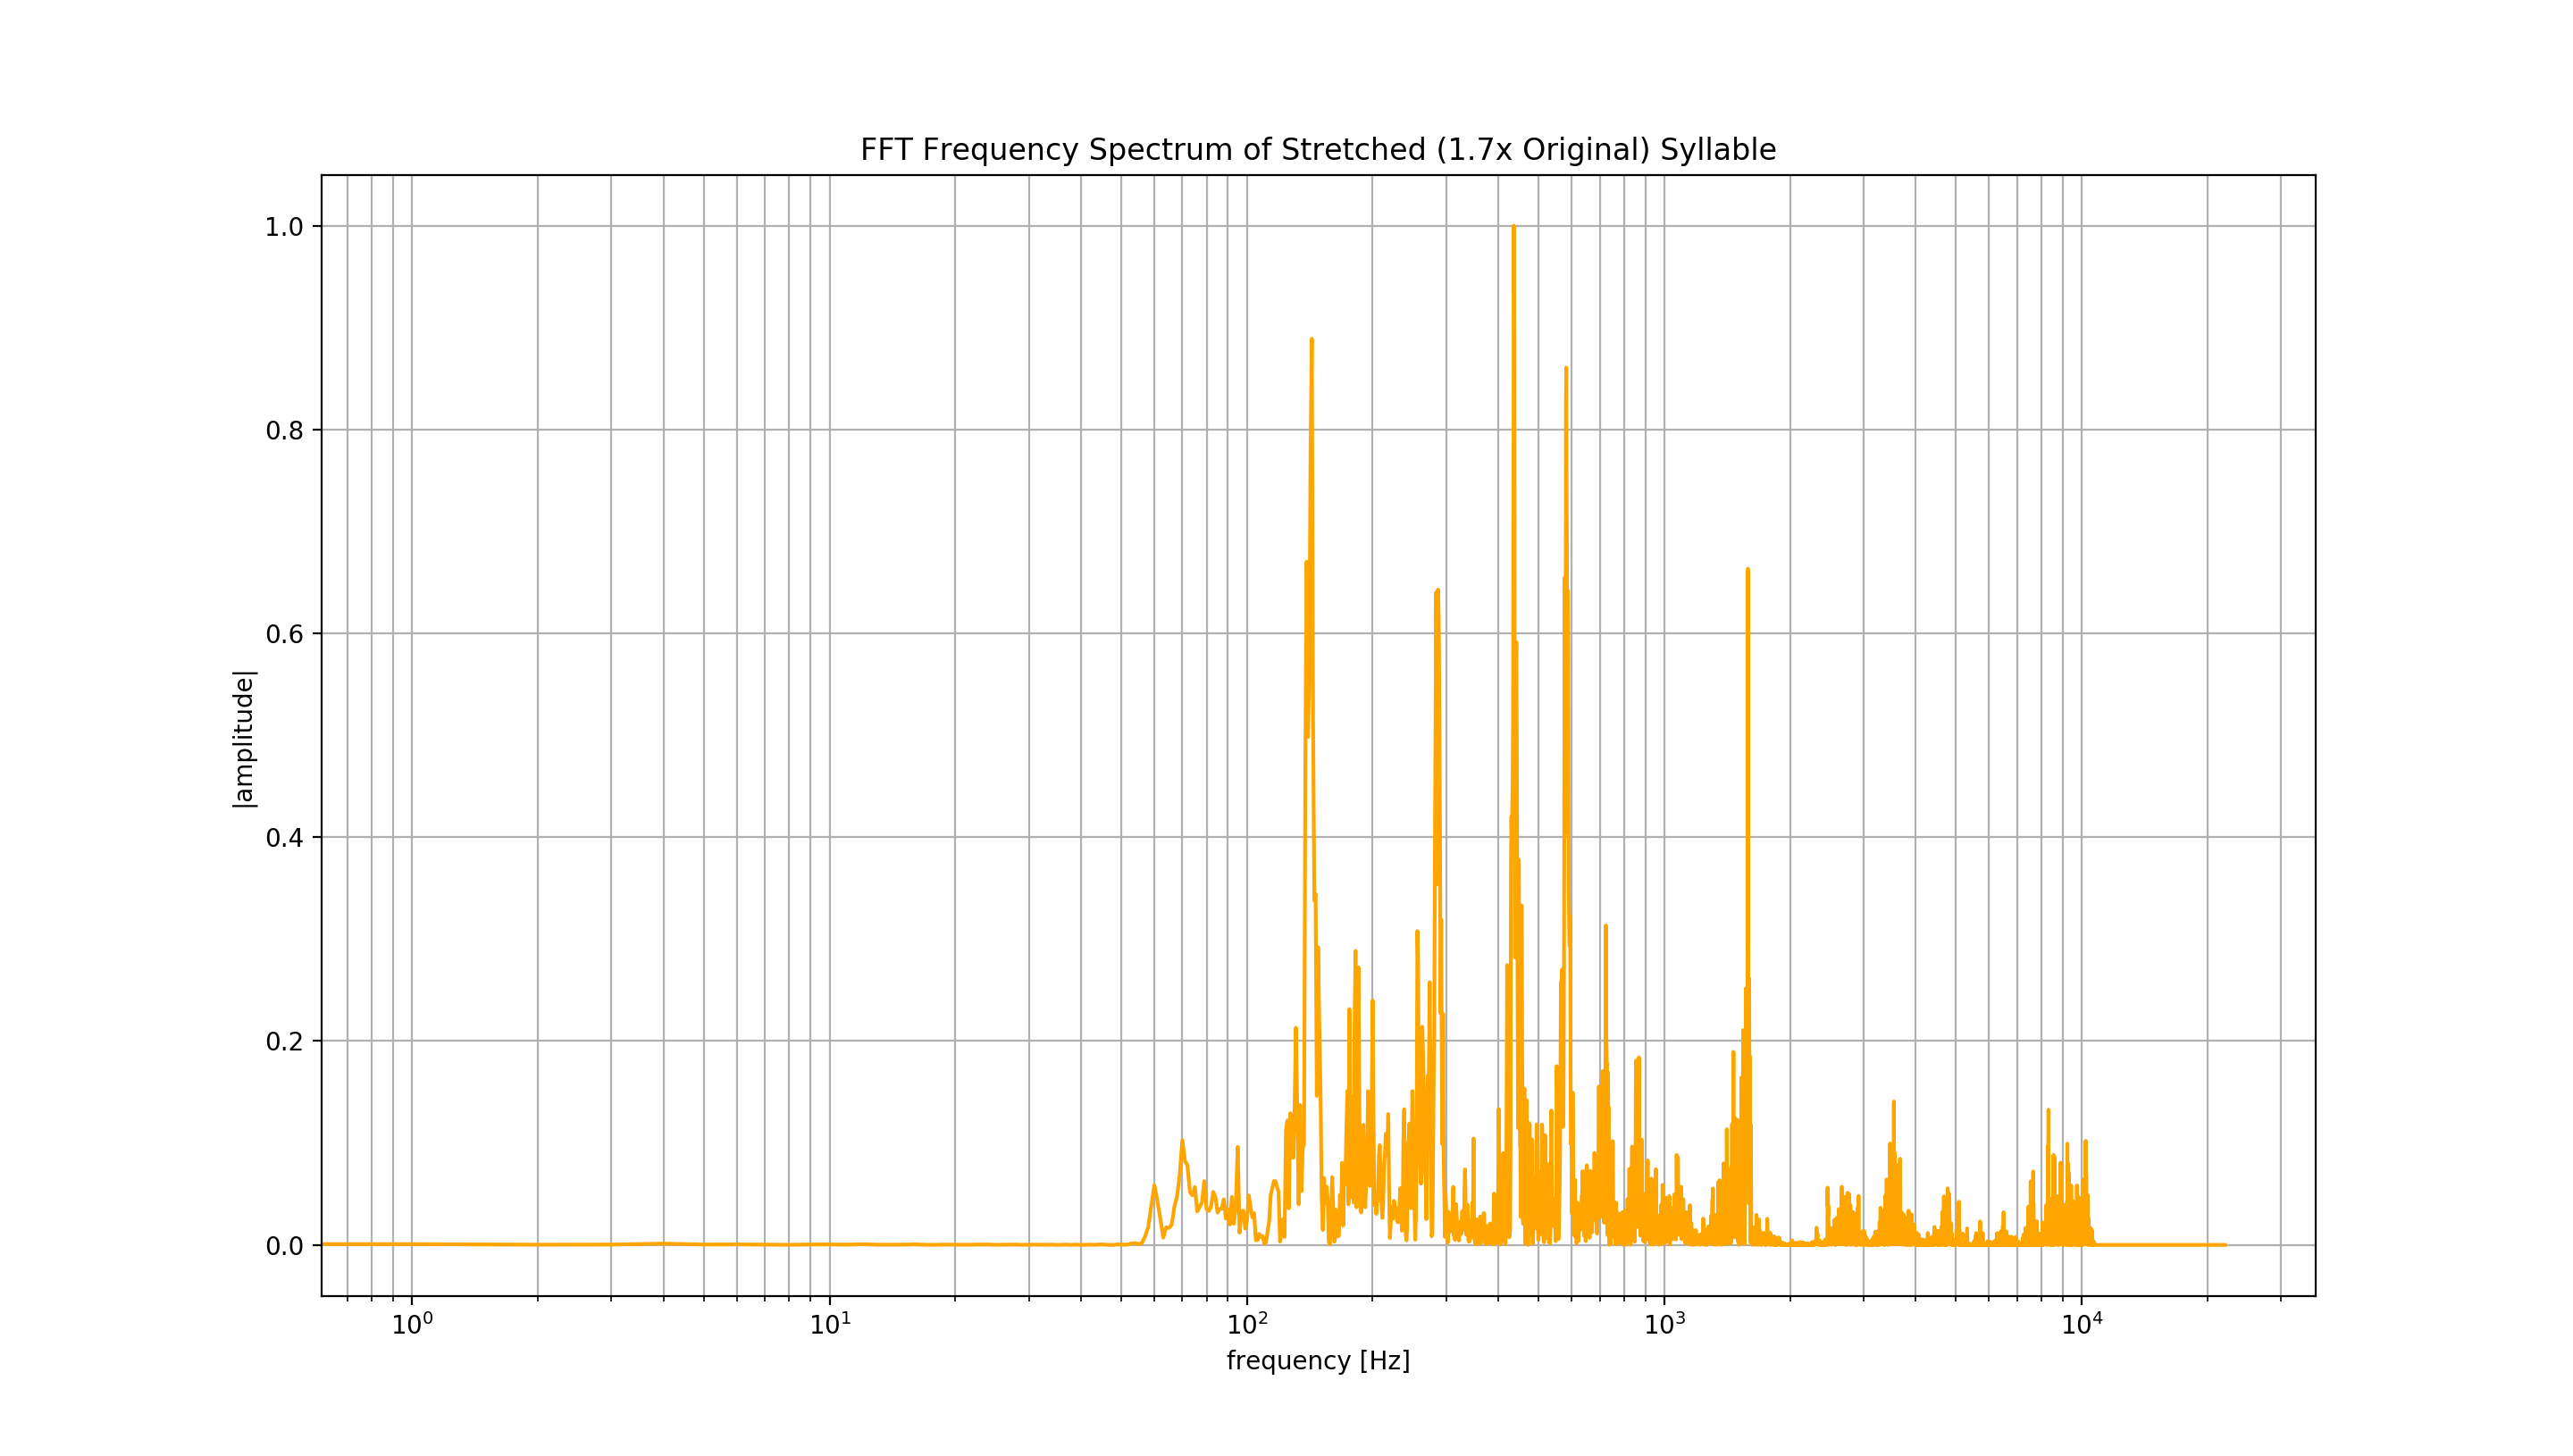 FFT Frequency Spectrum of Stretched (1.7x Original) Syllable
1.0
0.8
0.6
0.4
0.2
0.0
|amplitude|
10⁰ 10¹ 10² 10³ 10⁴
frequency [Hz]